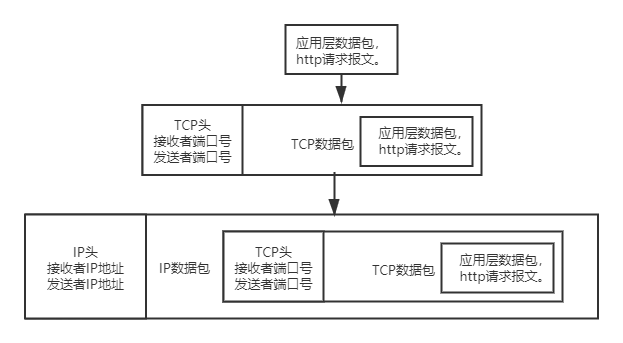 应用层数据包，
http请求报文。
TCP头
接收者端口号
发送者端口号
TCP数据包
应用层数据包，
http请求报文。
IP头
接收者IP地址
发送者IP地址
IP数据包
TCP头
接收者端口号
发送者端口号
TCP数据包
应用层数据包，
http请求报文。